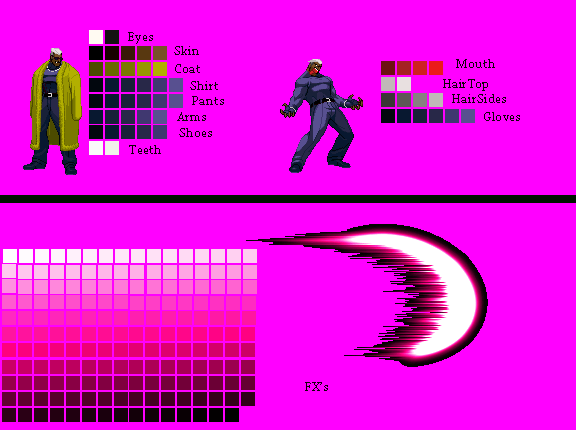 Eyes
Skin
Coat
Shirt
Pants
Arms
Shoes
Teeth
Mouth
Hair Top
HairSides
Gloves
FX's